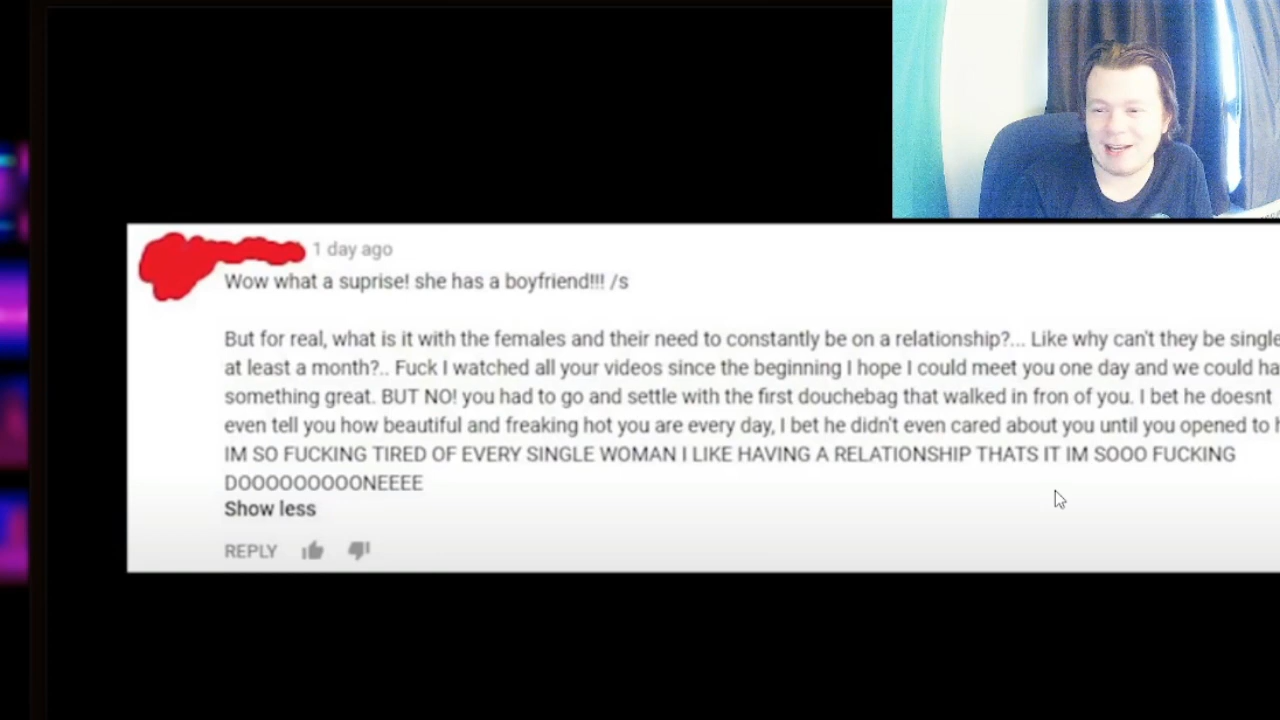 1 day ago
Wow what a suprise! she has a boyfriend!!! /s
But for real, what is it with the females and their need to constantly be on a relationship?... Like why can't they be single
at least a month?.. Fuck I watched all your videos since the beginning I hope I could meet you one day and we could ha
something great. BUT NO! you had to go and settle with the first douchebag that walked in fron of you. I bet he doesnt
even tell you how beautiful and freaking hot you are every day, I bet he didn't even cared about you until you opened to h
IM SO FUCKING TIRED OF EVERY SINGLE WOMAN I LIKE HAVING A RELATIONSHIP THATS IT IM SOOO FUCKING
DOOOOOOOOOONEEEE
Show less
REPLY